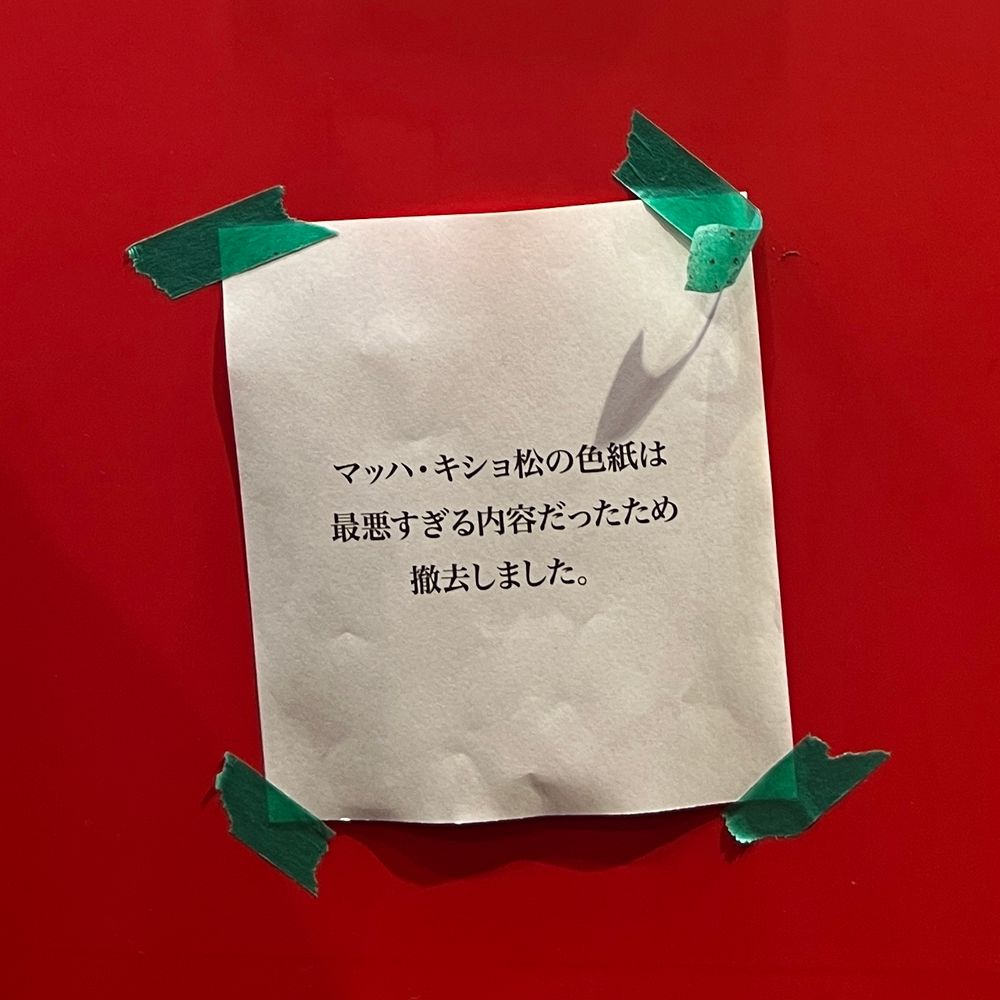 マッハ・キショ松の色紙は
最悪すぎる内容だったため
撤去しました。